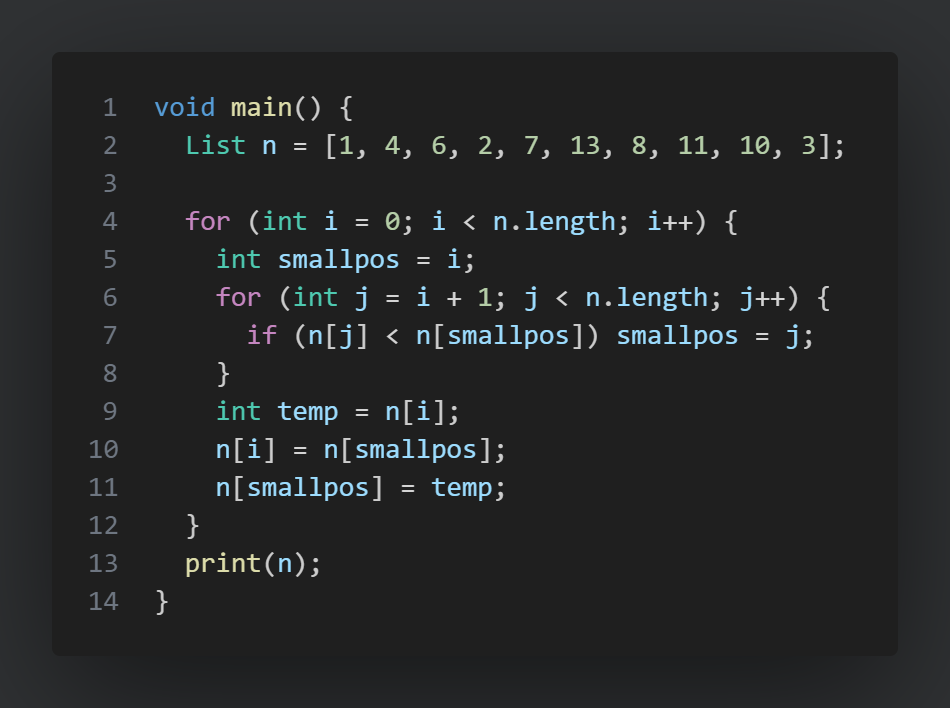 1 void main() {
2   List n = [1, 4, 6, 2, 7, 13, 8, 11, 10, 3];
3
4   for (int i = 0; i < n.length; i++) {
5     int smallpos = i;
6     for (int j = i + 1; j < n.length; j++) {
7       if (n[j] < n[smallpos]) smallpos = j;
8     }
9     int temp = n[i];
10     n[i] = n[smallpos];
11     n[smallpos] = temp;
12   }
13   print(n);
14 }